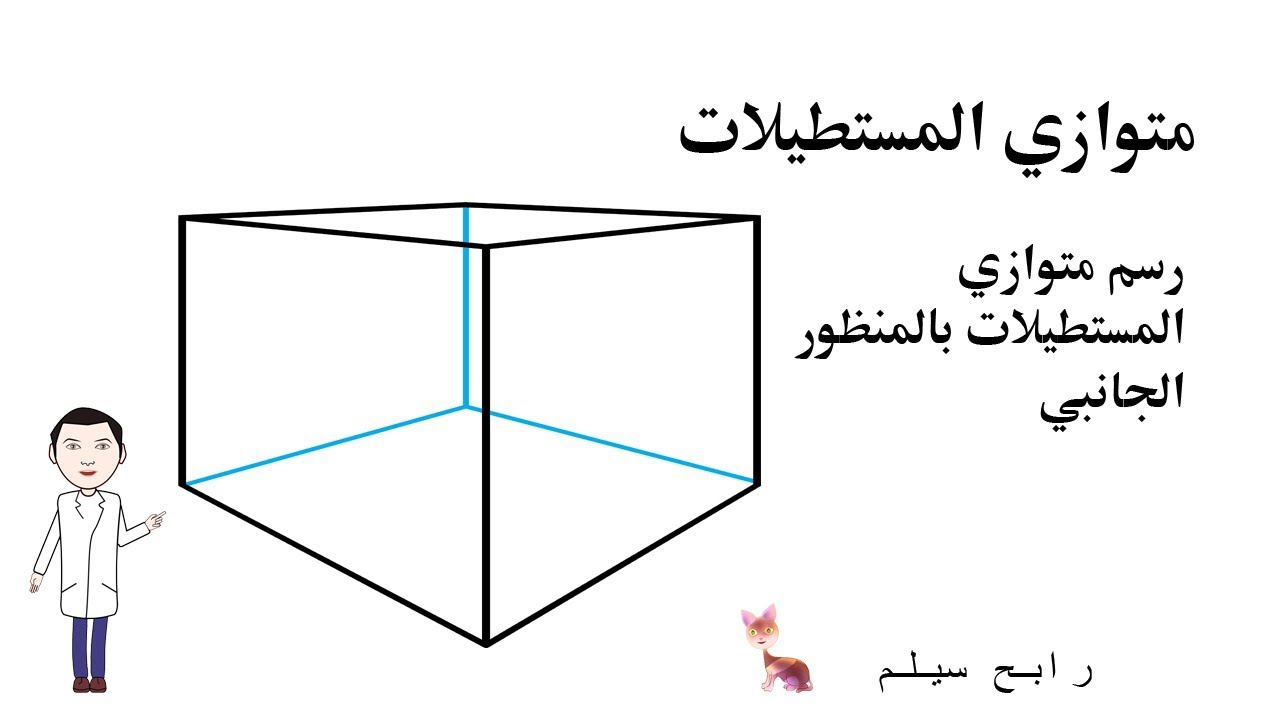 متوازي المستطيلات
رسم متوازي
المستطيلات بالمنظور
الجانبي
رابح سيلم